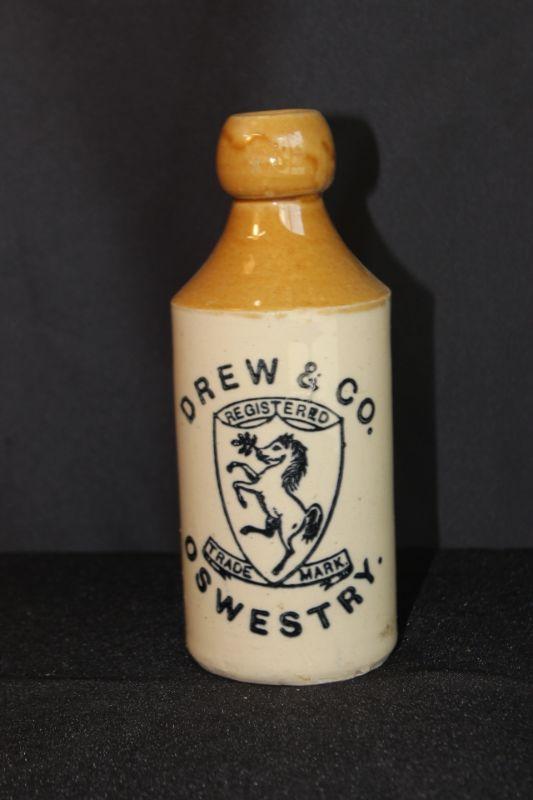 DREW & CO.
REGISTERED
TRADE MARK.
OSWESTRY.